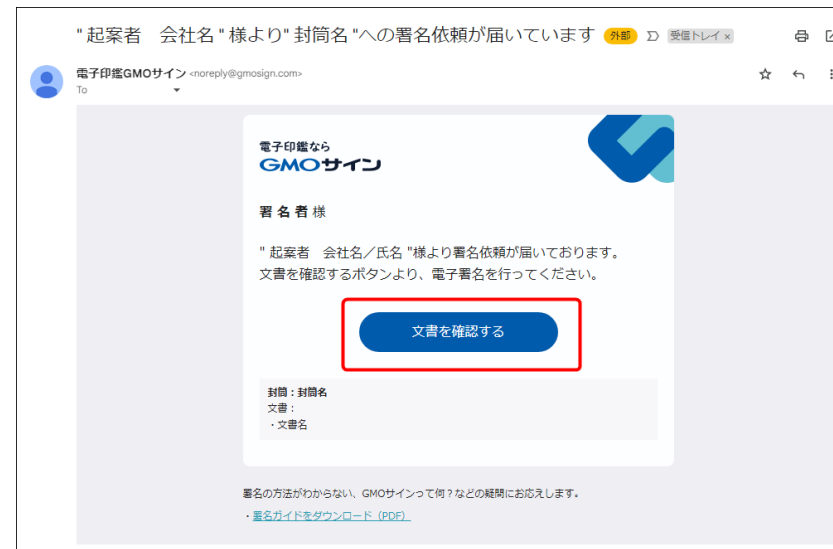 "起案者　会社名"様より"封筒名"への署名依頼が届いています 外部 受信トレイ ×
電子印鑑GMOサイン <noreply@gmosign.com>
To
電子印鑑なら
GMOサイン
署名者 様
"起案者　会社名／氏名"様より署名依頼が届いております。
文書を確認するボタンより、電子署名を行ってください。
文書を確認する
封筒：封筒名
文書：
・文書名
署名の方法がわからない、GMOサインって何？などの疑問にお応えします。
・署名ガイドをダウンロード（PDF）